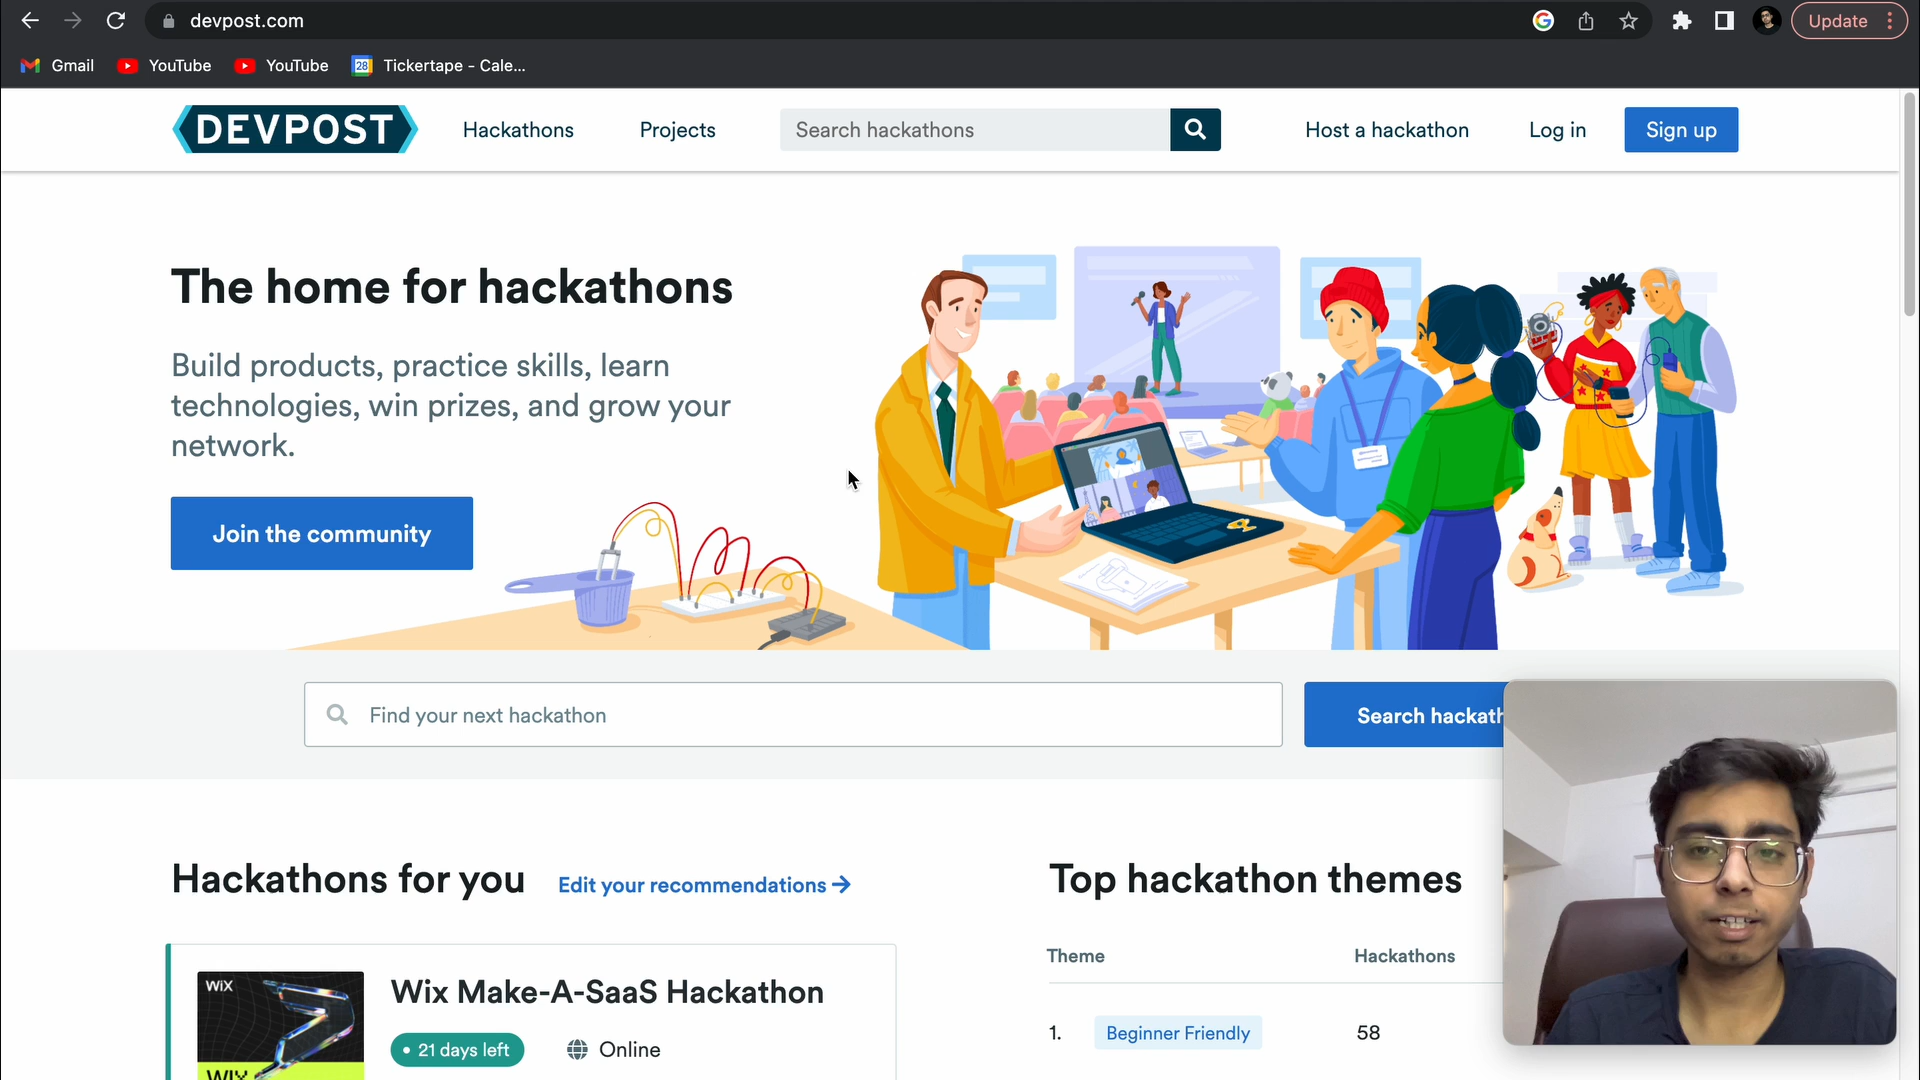 devpost.com
Update
Gmail
YouTube
YouTube
28
Tickertape - Cale...
DEVPOST
Hackathons
Projects
Search hackathons
Host a hackathon
Log in
Sign up
The home for hackathons
Build products, practice skills, learn
technologies, win prizes, and grow your
network.
Join the community
Find your next hackathon
Search hackath
Hackathons for you
Edit your recommendations
Top hackathon themes
Theme
Hackathons
WiX
WIX
Wix Make-A-SaaS Hackathon
21 days left
Online
1.
Beginner Friendly
58